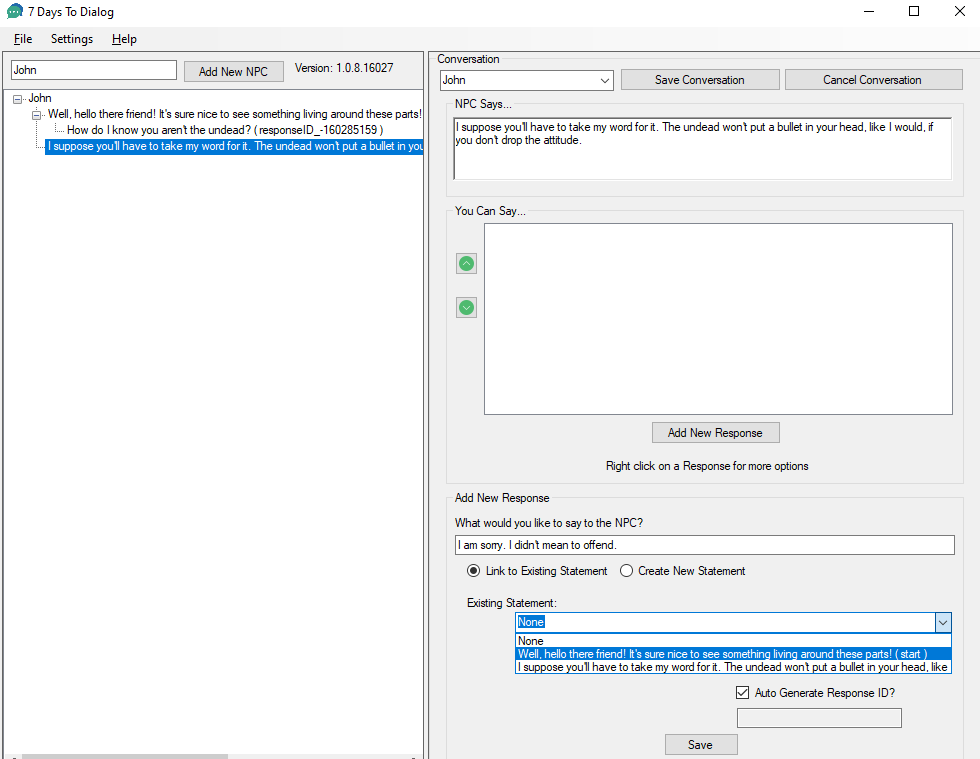 7 Days To Dialog
File Settings Help
John
Add New NPC
Version: 1.0.8.16027
John
Well, hello there friend! It's sure nice to see something living around these parts!
How do I know you aren't the undead? ( responseID_-160285159 )
I suppose you'll have to take my word for it. The undead won't put a bullet in you
Conversation
John
Save Conversation
Cancel Conversation
NPC Says...
I suppose you'll have to take my word for it. The undead won't put a bullet in your head, like I would, if
you don't drop the attitude.
You Can Say...
Add New Response
Right click on a Response for more options
Add New Response
What would you like to say to the NPC?
I am sorry. I didn't mean to offend.
Link to Existing Statement
Create New Statement
Existing Statement:
None
None
Well, hello there friend! It's sure nice to see something living around these parts! ( start )
I suppose you'll have to take my word for it. The undead won't put a bullet in your head, like
Auto Generate Response ID?
Save